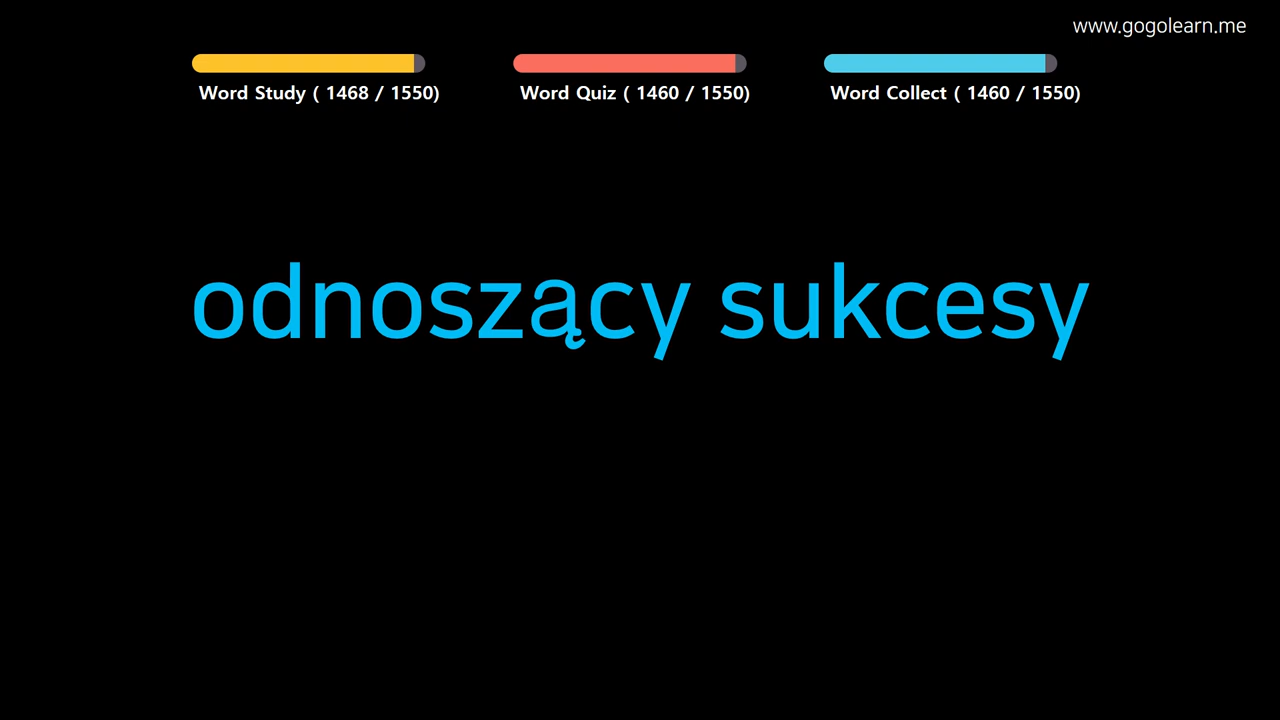 www.gogolearn.me
Word Study ( 1468 / 1550)
Word Quiz ( 1460 / 1550)
Word Collect ( 1460 / 1550)
odnoszący sukcesy